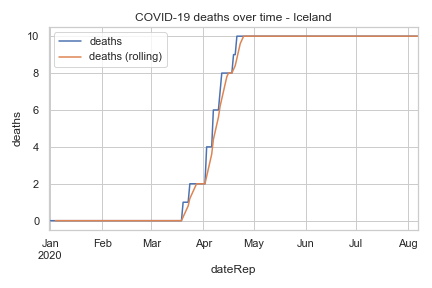 COVID-19 deaths over time - Iceland
deaths
deaths (rolling)
10
8
6
4
2
0
deaths
Jan Feb Mar Apr May Jun Jul Aug
2020
dateRep